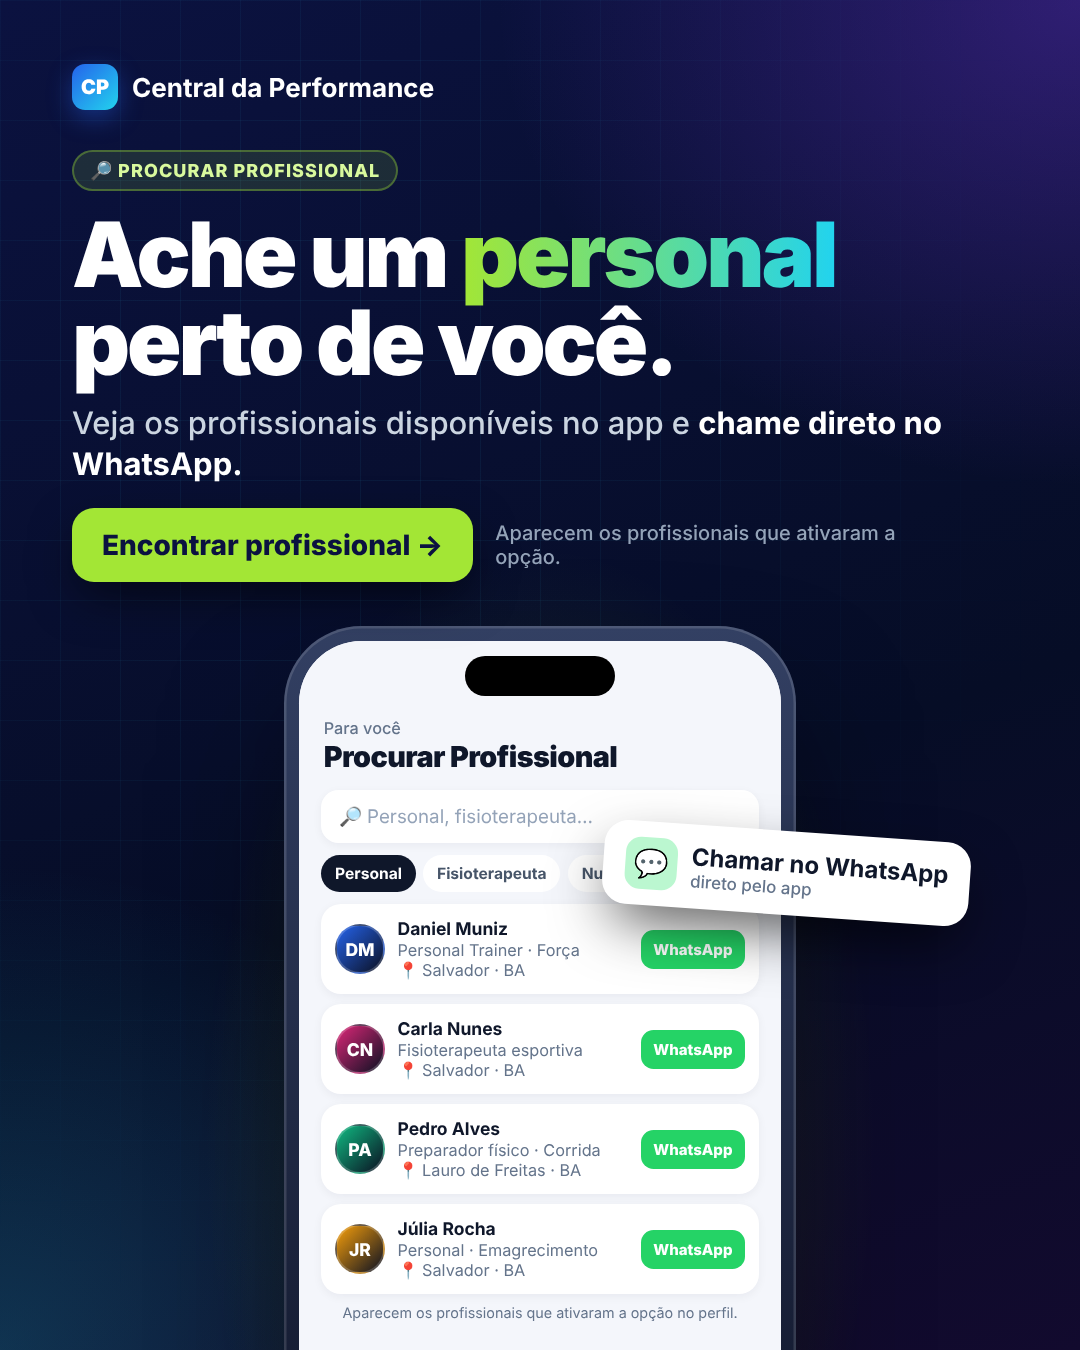 CP Central da Performance
🔎 PROCURAR PROFISSIONAL
Ache um personal
perto de você.
Veja os profissionais disponíveis no app e chame direto no
WhatsApp.
Encontrar profissional →
Aparecem os profissionais que ativaram a
opção.
Para você
Procurar Profissional
🔎 Personal, fisioterapeuta...
Chamar no WhatsApp
direto pelo app
Personal
Fisioterapeuta
DM
Daniel Muniz
Personal Trainer · Força
📍 Salvador · BA
WhatsApp
CN
Carla Nunes
Fisioterapeuta esportiva
📍 Salvador · BA
WhatsApp
PA
Pedro Alves
Preparador físico · Corrida
📍 Lauro de Freitas · BA
WhatsApp
JR
Júlia Rocha
Personal · Emagrecimento
📍 Salvador · BA
WhatsApp
Aparecem os profissionais que ativaram a opção no perfil.